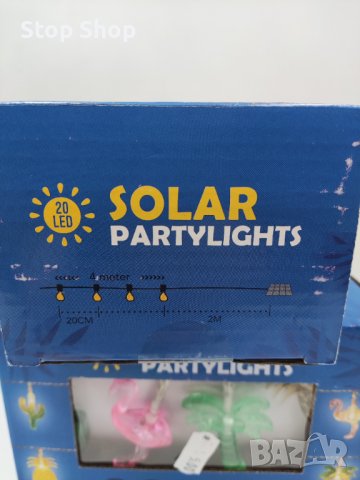 Stop Shop
20
LED
SOLAR
PARTYLIGHTS
4 meter
20CM
2M
PARTYLIGHTS
bazar